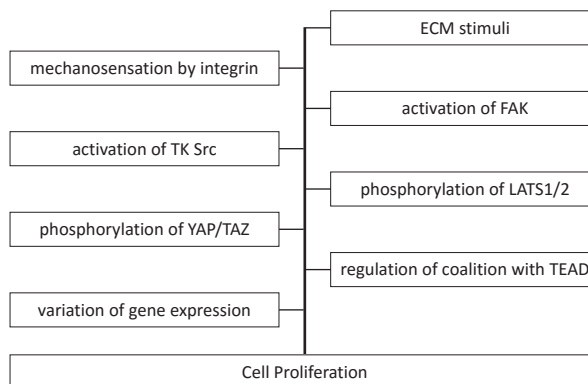 ECM stimuli
mechanosensation by integrin
activation of FAK
activation of TK Src
phosphorylation of LATS1/2
phosphorylation of YAP/TAZ
regulation of coalition with TEAD
variation of gene expression
Cell Proliferation